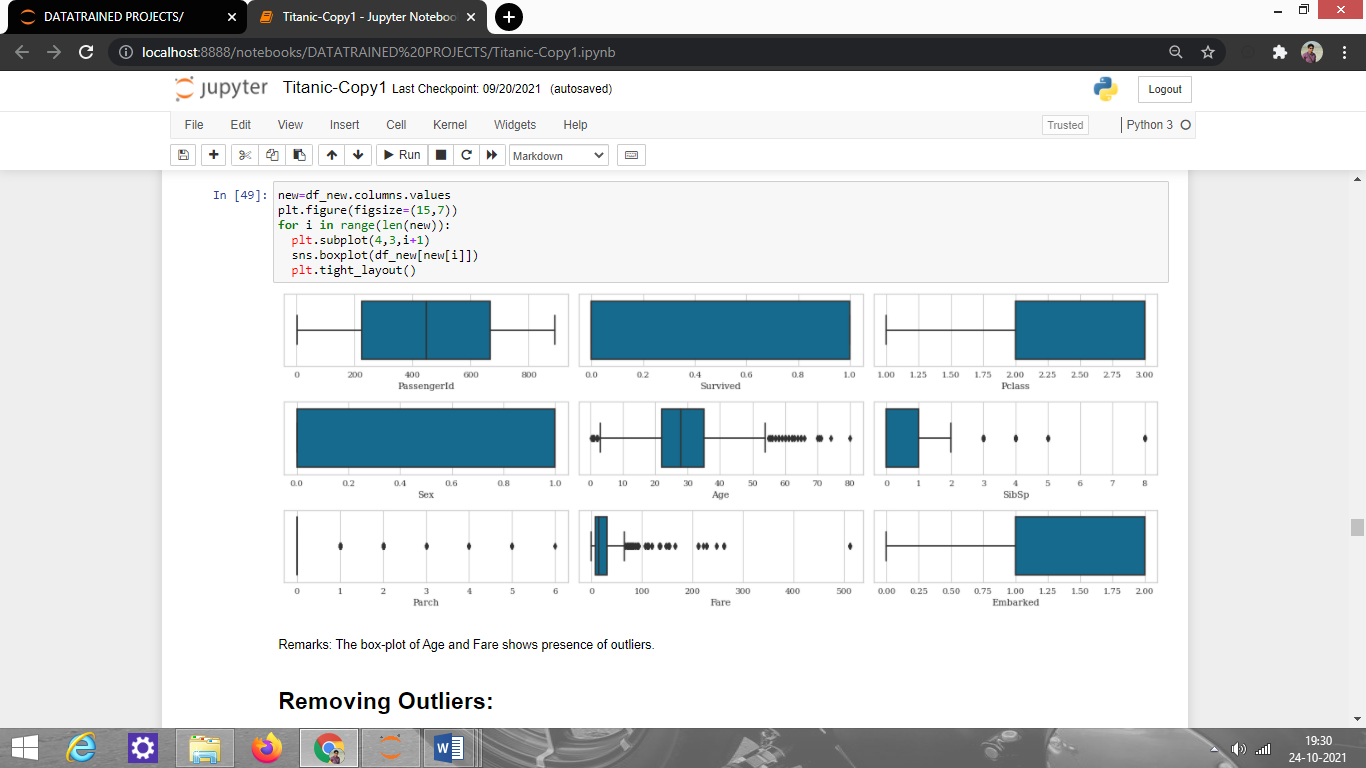 DATATRAINED PROJECTS/
Titanic-Copy1 - Jupyter Noteboo
localhost:8888/notebooks/DATATRAINED%20PROJECTS/Titanic-Copy1.ipynb
jupyter Titanic-Copy1 Last Checkpoint: 09/20/2021 (autosaved)
Logout
File Edit View Insert Cell Kernel Widgets Help
Trusted
Python 3
Run
Markdown
In [49]:
new=df_new.columns.values
plt.figure(figsize=(15,7))
for i in range(len(new)):
plt.subplot(4,3,i+1)
sns.boxplot(df_new[new[i]])
plt.tight_layout()
0 200 400 600 800
PassengerId
0.0 0.2 0.4 0.6 0.8 1.0
Survived
1.00 1.25 1.50 1.75 2.00 2.25 2.50 2.75 3.00
Pclass
0.0 0.2 0.4 0.6 0.8 1.0
Sex
0 10 20 30 40 50 60 70 80
Age
0 1 2 3 4 5 6 7 8
SibSp
0 1 2 3 4 5 6
Parch
0 100 200 300 400 500
Fare
0.00 0.25 0.50 0.75 1.00 1.25 1.50 1.75 2.00
Embarked
Remarks: The box-plot of Age and Fare shows presence of outliers.
Removing Outliers:
19:30
24-10-2021